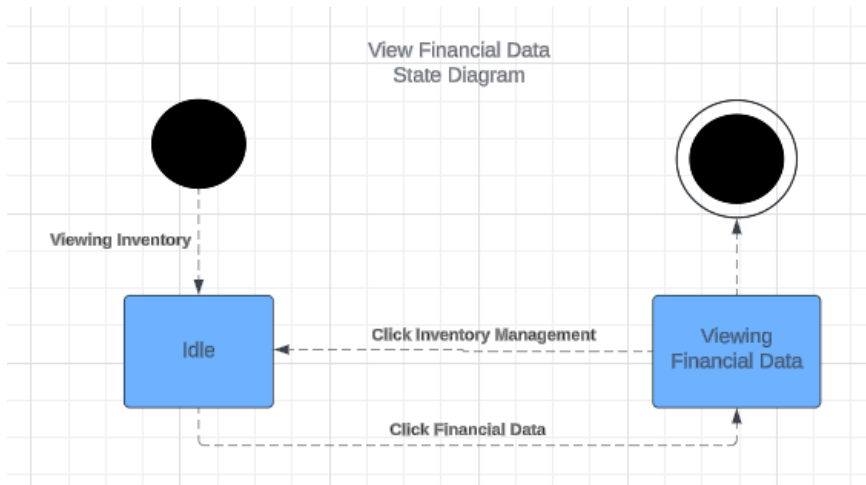 View Financial Data
State Diagram
Viewing Inventory
Click Inventory Management
Idle
Viewing
Financial Data
Click Financial Data